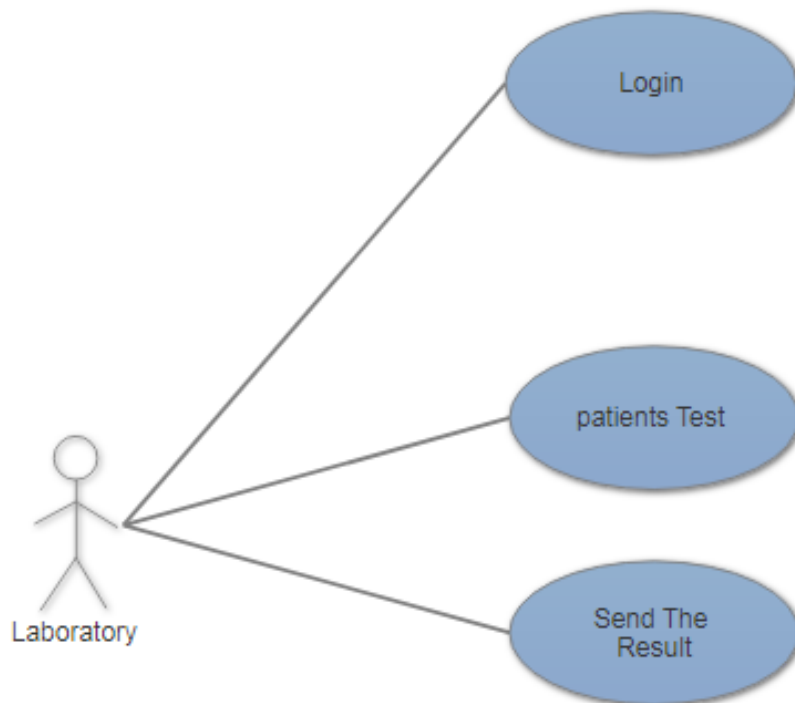 Login
patients Test
Laboratory
Send The
Result